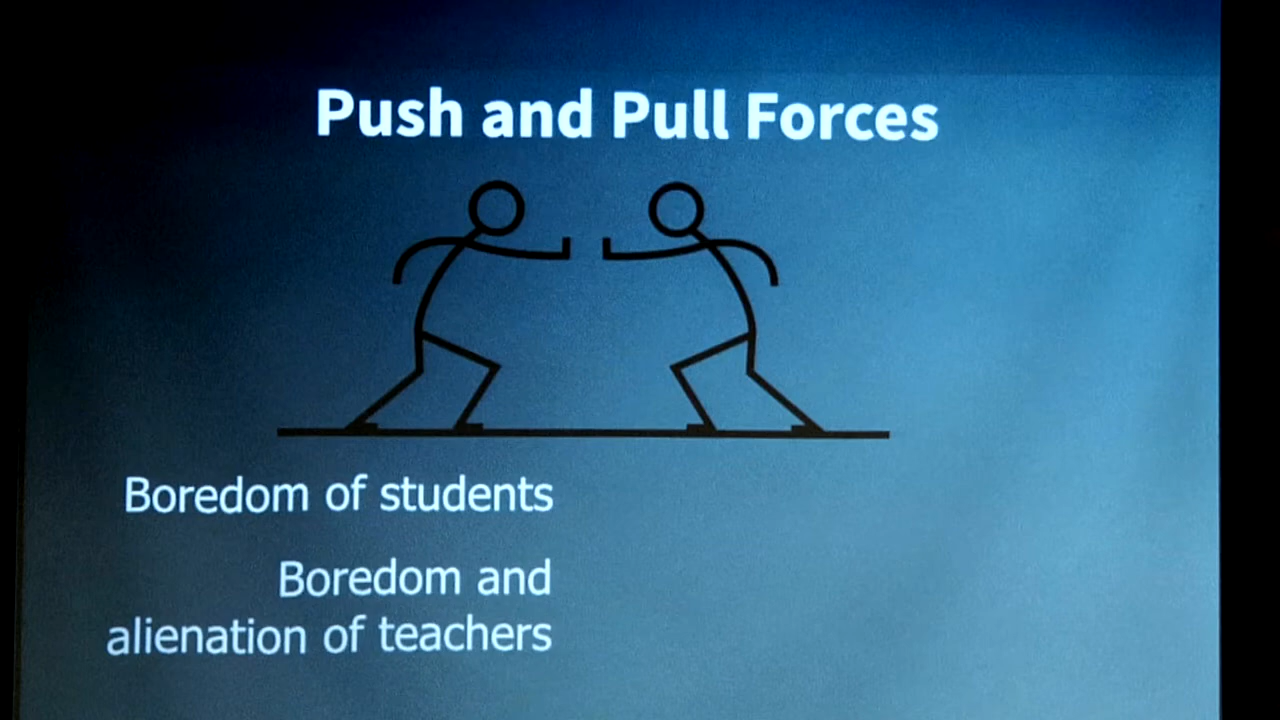 Push and Pull Forces
Boredom of students
Boredom and
alienation of teachers